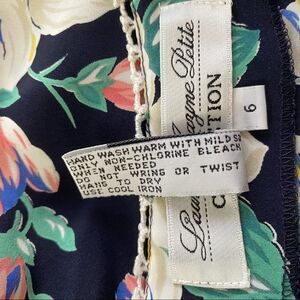 HAND WASH WARM WITH MILD
ONLY NON-CHLORINE BLEACH
WHEN NEEDED
DO NOT WRING OR TWIST
HANG TO DRY
USE COOL IRON
Petite
6